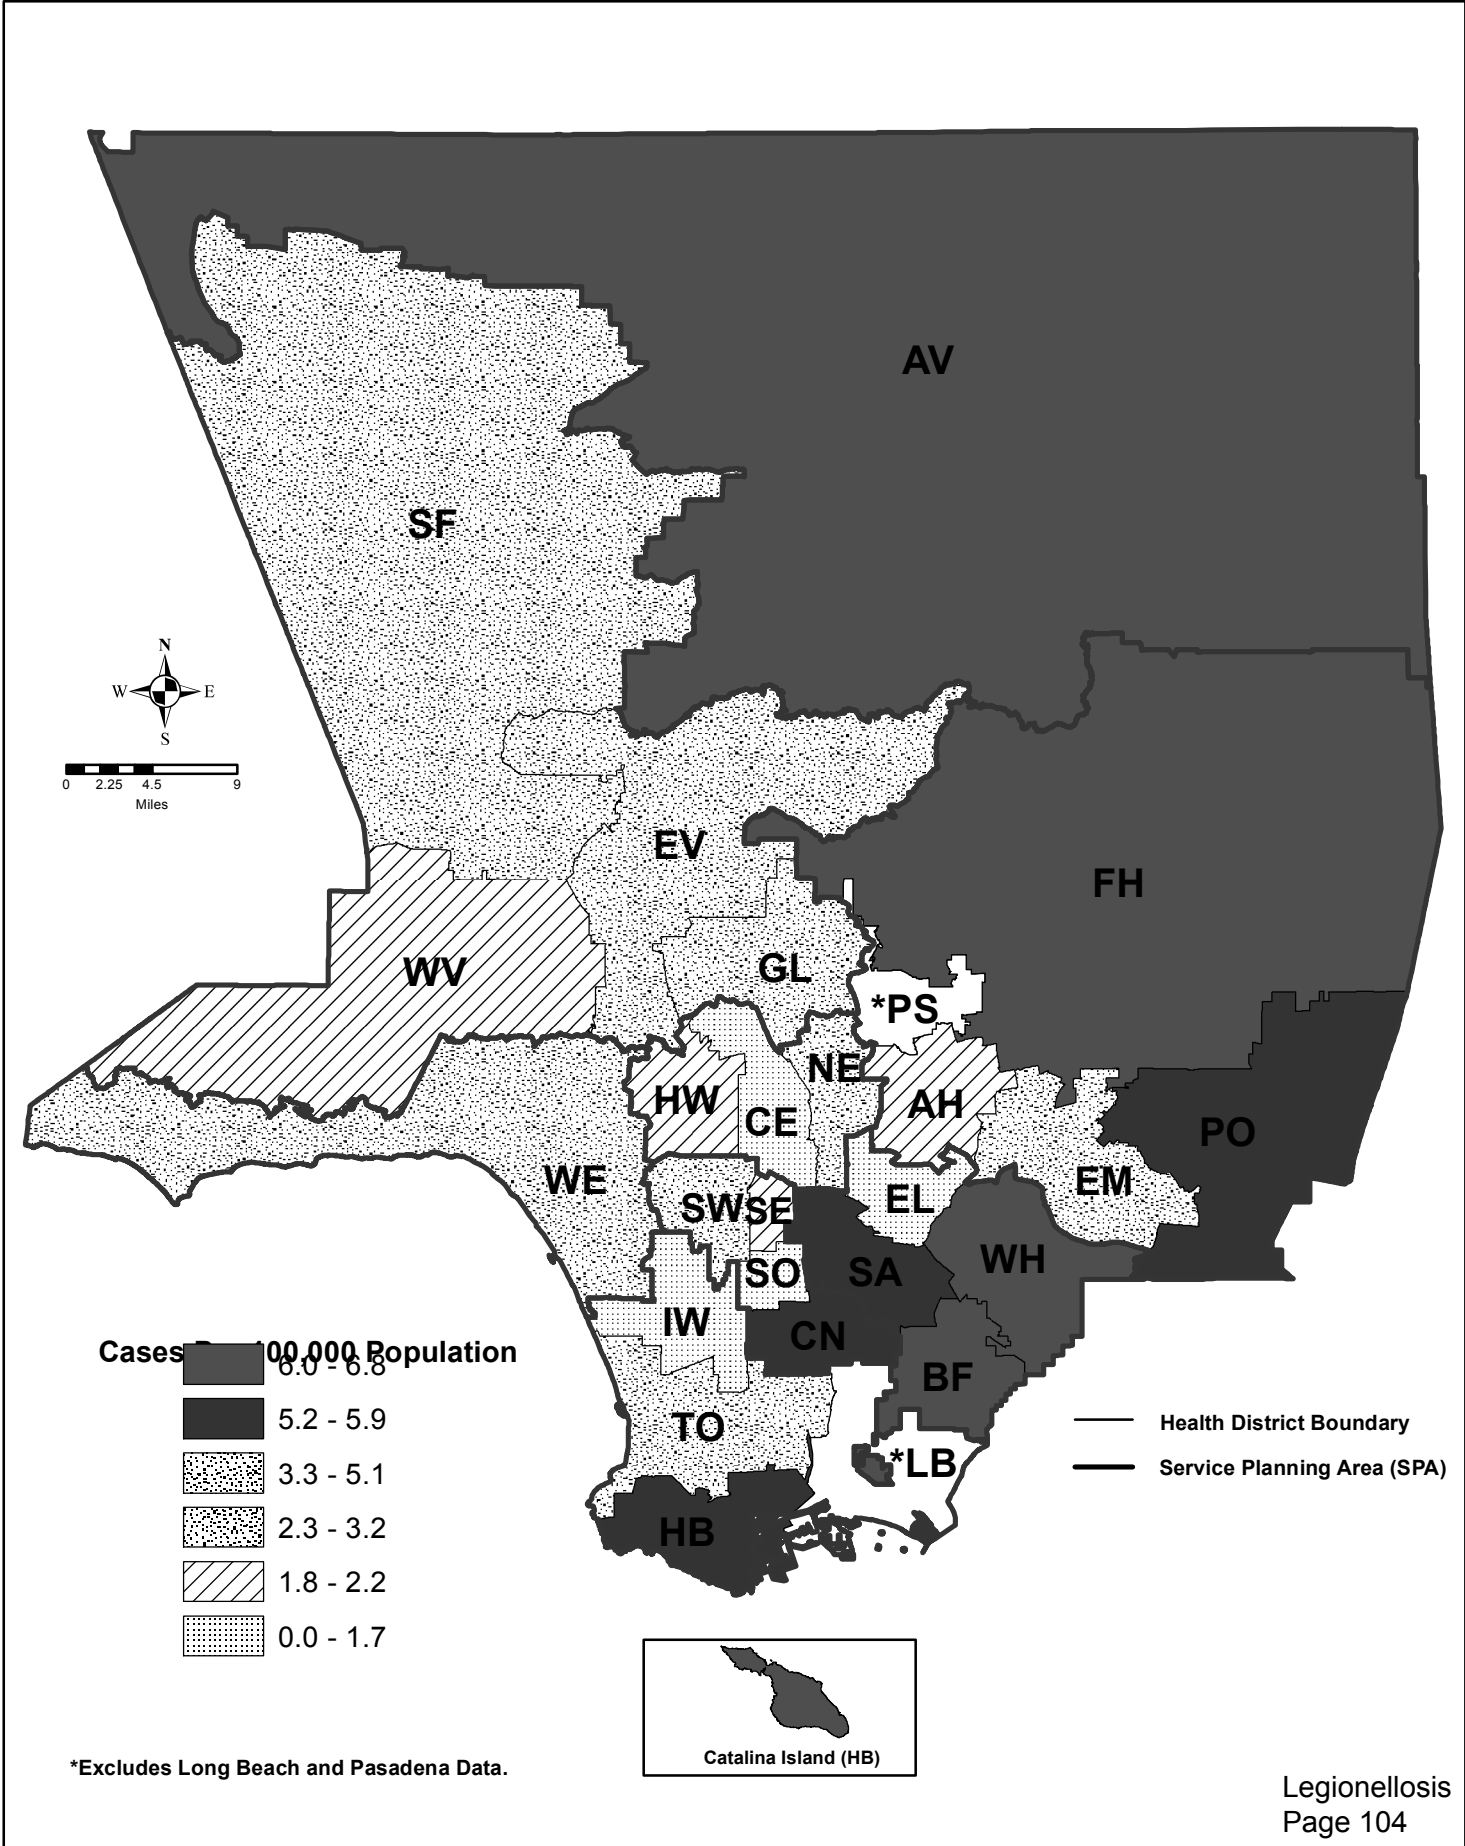 AV
SF
N
W E
S
0 2.25 4.5 9
Miles
EV
FH
WV
GL
*PS
NE
HW
AH
CE
PO
WE
EM
SW
SE
EL
WH
SO
SA
IW
CN
BF
TO
*LB
HB
Cases 00,000 Population
6.0 - 6.8
5.2 - 5.9
3.3 - 5.1
2.3 - 3.2
1.8 - 2.2
0.0 - 1.7
Health District Boundary
Service Planning Area (SPA)
Catalina Island (HB)
*Excludes Long Beach and Pasadena Data.
Legionellosis
Page 104